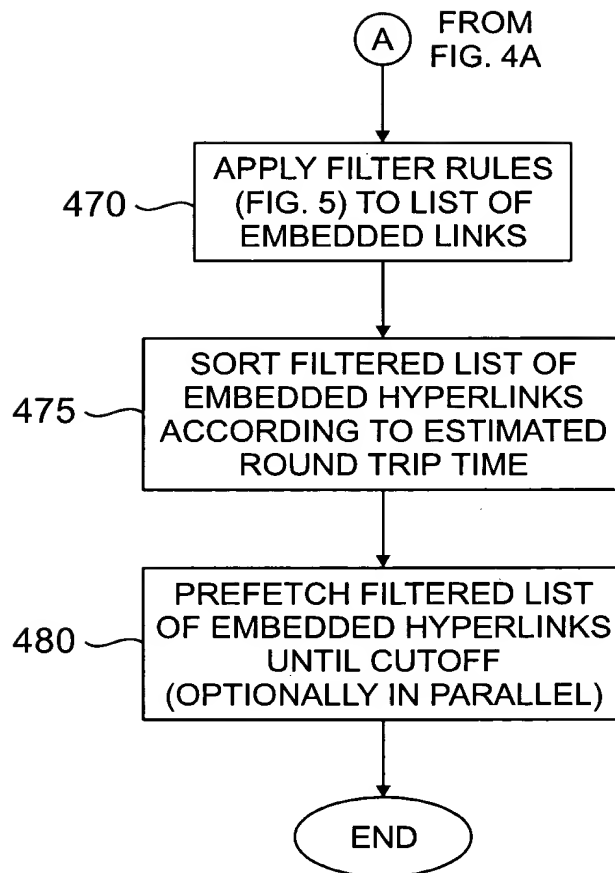 A
FROM
FIG. 4A
470
APPLY FILTER RULES
(FIG. 5) TO LIST OF
EMBEDDED LINKS
475
SORT FILTERED LIST OF
EMBEDDED HYPERLINKS
ACCORDING TO ESTIMATED
ROUND TRIP TIME
480
PREFETCH FILTERED LIST
OF EMBEDDED HYPERLINKS
UNTIL CUTOFF
(OPTIONALLY IN PARALLEL)
END